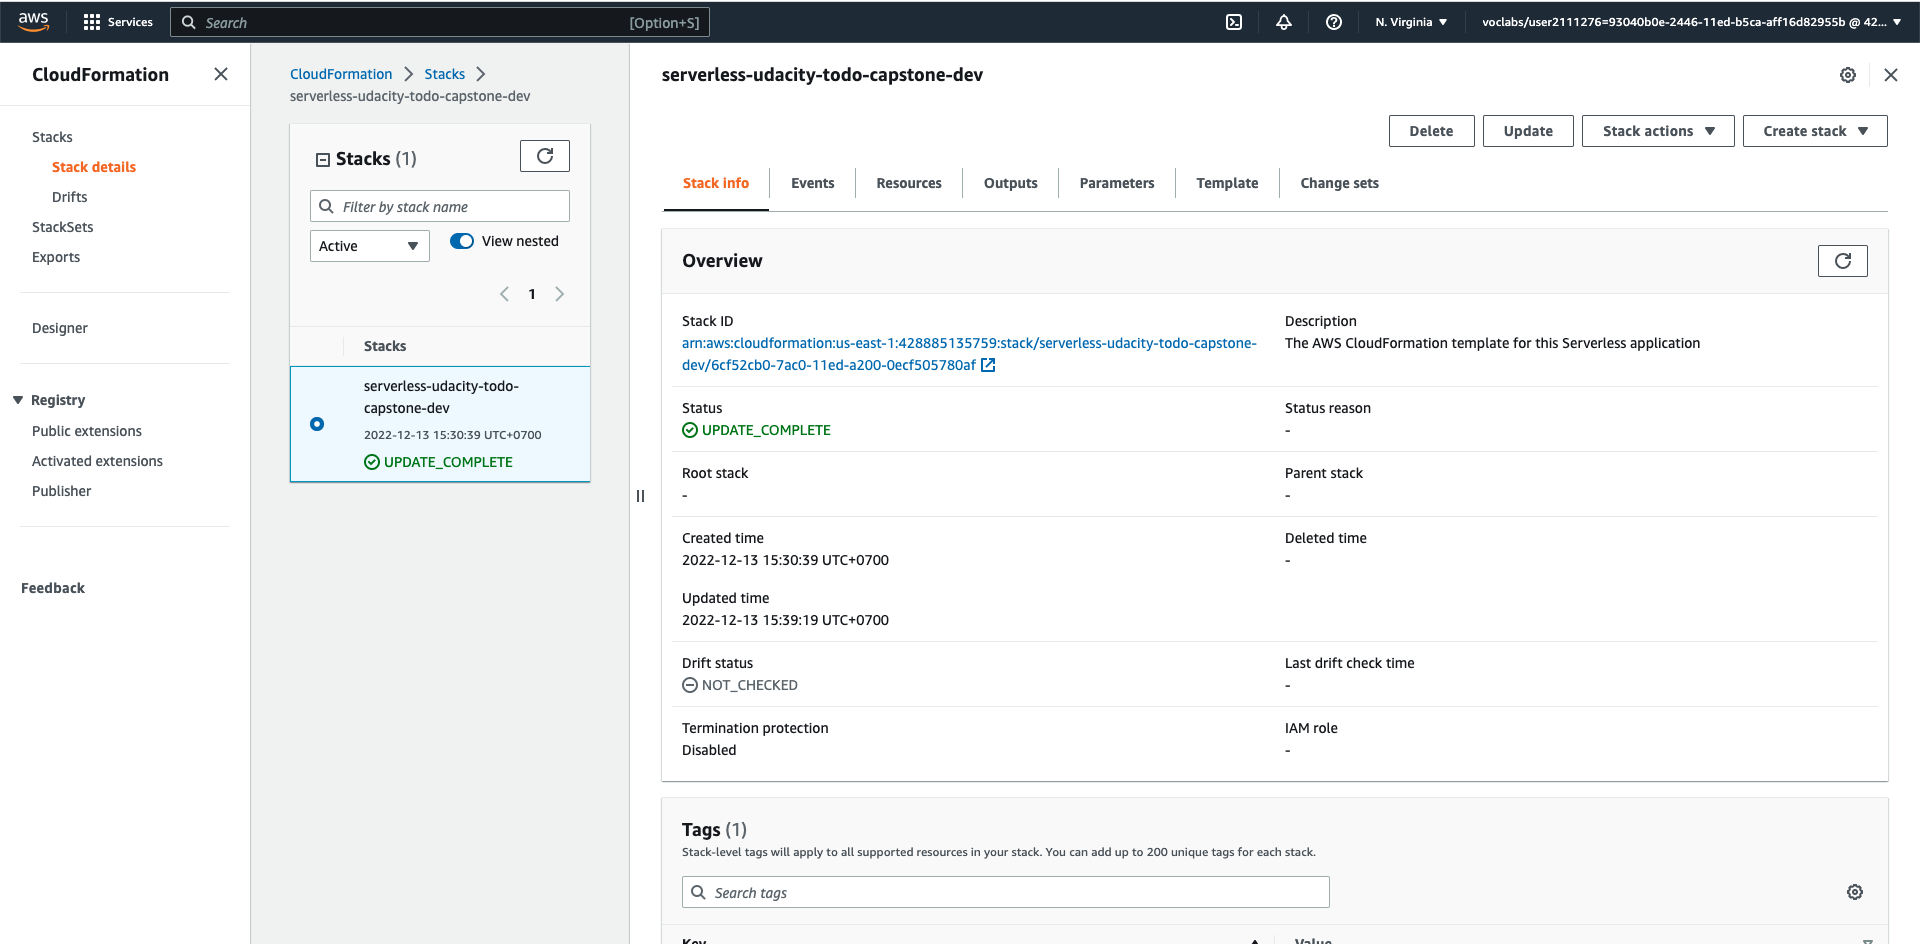 aws
Services
Search
[Option+S]
N. Virginia
voclabs/user2111276=93040b0e-2446-11ed-b5ca-aff16d82955b @ 42...
CloudFormation
Stacks
Stack details
Drifts
StackSets
Exports
Designer
Registry
Public extensions
Activated extensions
Publisher
Feedback
CloudFormation
Stacks
serverless-udacity-todo-capstone-dev
Stacks (1)
Filter by stack name
Active
View nested
1
Stacks
serverless-udacity-todo-
capstone-dev
2022-12-13 15:30:39 UTC+0700
UPDATE_COMPLETE
serverless-udacity-todo-capstone-dev
Delete
Update
Stack actions
Create stack
Stack info
Events
Resources
Outputs
Parameters
Template
Change sets
Overview
Stack ID
arn:aws:cloudformation:us-east-1:428885135759:stack/serverless-udacity-todo-capstone-
dev/6cf52cb0-7ac0-11ed-a200-0ecf505780af
Description
The AWS CloudFormation template for this Serverless application
Status
UPDATE_COMPLETE
Status reason
-
Root stack
-
Parent stack
-
Created time
2022-12-13 15:30:39 UTC+0700
Deleted time
-
Updated time
2022-12-13 15:39:19 UTC+0700
Drift status
NOT_CHECKED
Last drift check time
-
Termination protection
Disabled
IAM role
-
Tags (1)
Stack-level tags will apply to all supported resources in your stack. You can add up to 200 unique tags for each stack.
Search tags
Key
Value